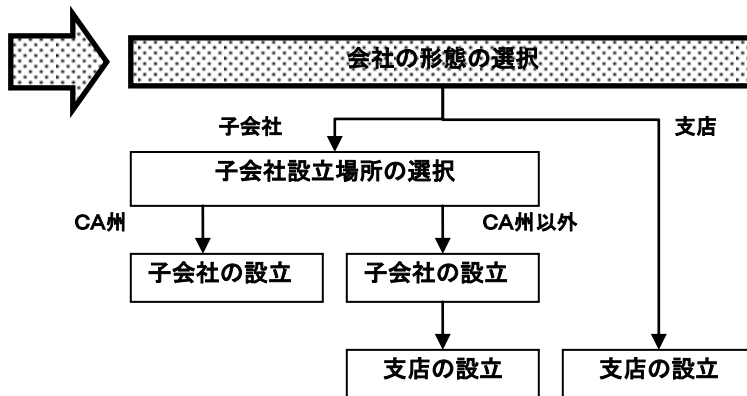 会社の形態の選択
子会社
支店
子会社設立場所の選択
CA州
CA州以外
子会社の設立
子会社の設立
支店の設立
支店の設立